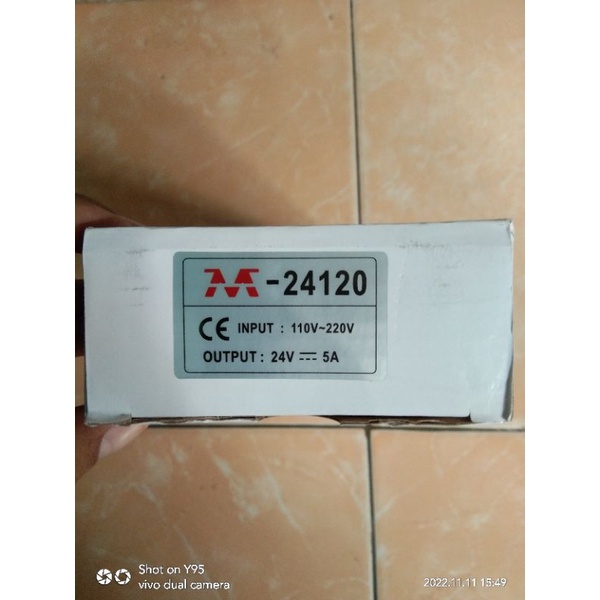 M-24120
CE INPUT : 110V~220V
OUTPUT : 24V ⎓ 5A
Shot on Y95
vivo dual camera
2022.11.11 15:49